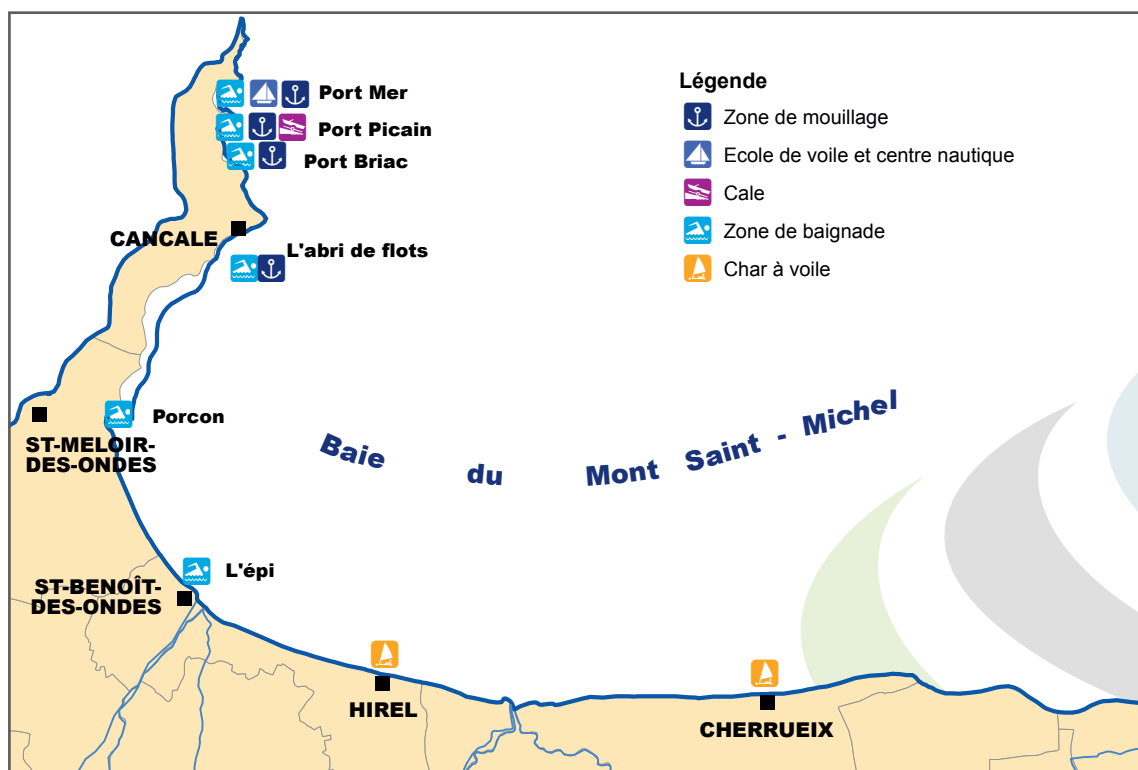 Port Mer
Port Picain
Port Briac
CANCALE
L'abri de flots
Porcon
ST-MELOIR-
DES-ONDES
Baie du Mont Saint - Michel
L'épi
ST-BENOÎT-
DES-ONDES
HIREL
CHERRUEIX
Légende
Zone de mouillage
Ecole de voile et centre nautique
Cale
Zone de baignade
Char à voile